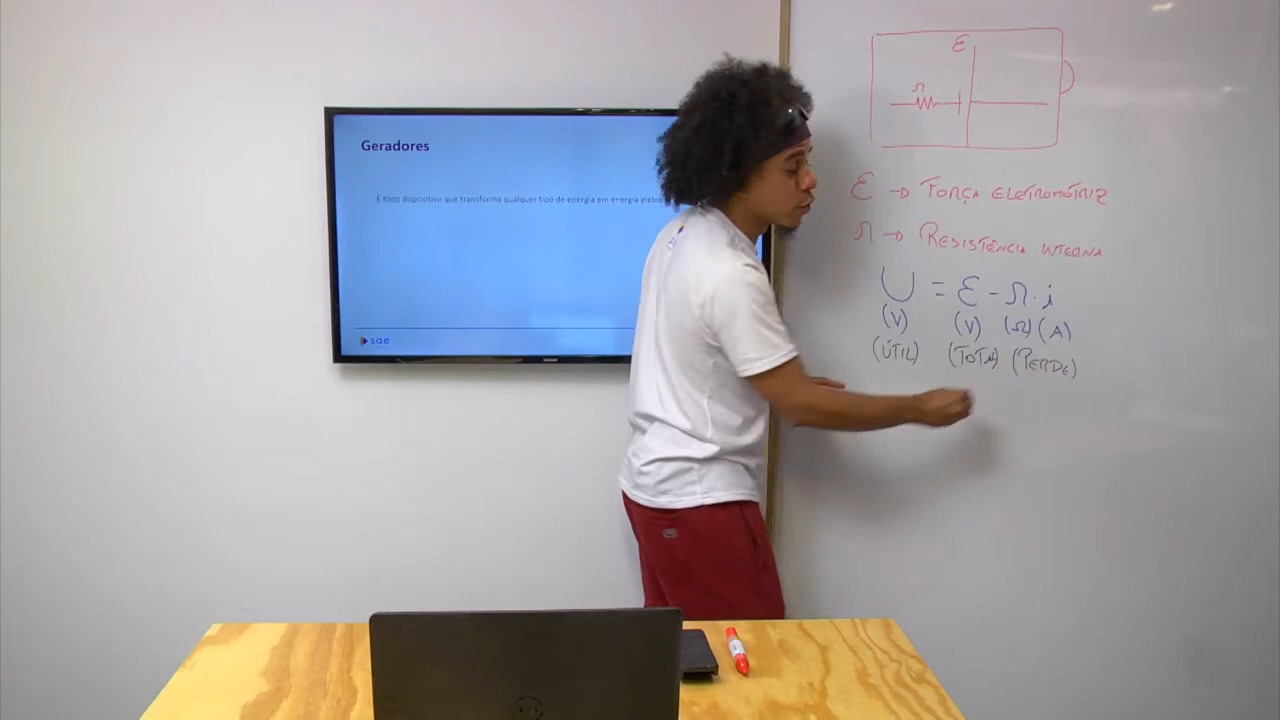 Geradores
É todo dispositivo que transforma qualquer tipo de energia em energia
sae
ε
r
ε → FORÇA ELETROMOTRIZ
r → RESISTÊNCIA INTERNA
U = ε - r · i
(V) (V) (Ω) (A)
(ÚTIL) (TOTAL) (PERDE)